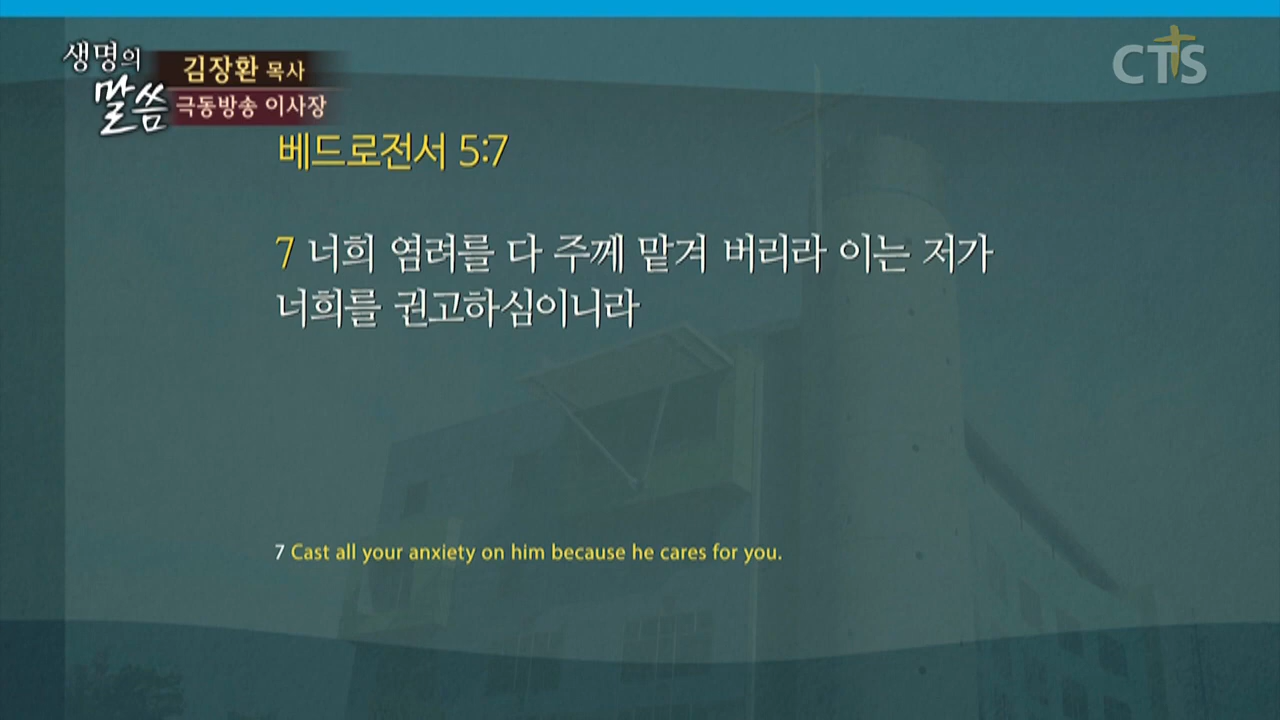 생명의
말씀
김장환 목사
극동방송 이사장
CTS
베드로전서 5:7
7 너희 염려를 다 주께 맡겨 버리라 이는 저가
너희를 권고하심이니라
7 Cast all your anxiety on him because he cares for you.